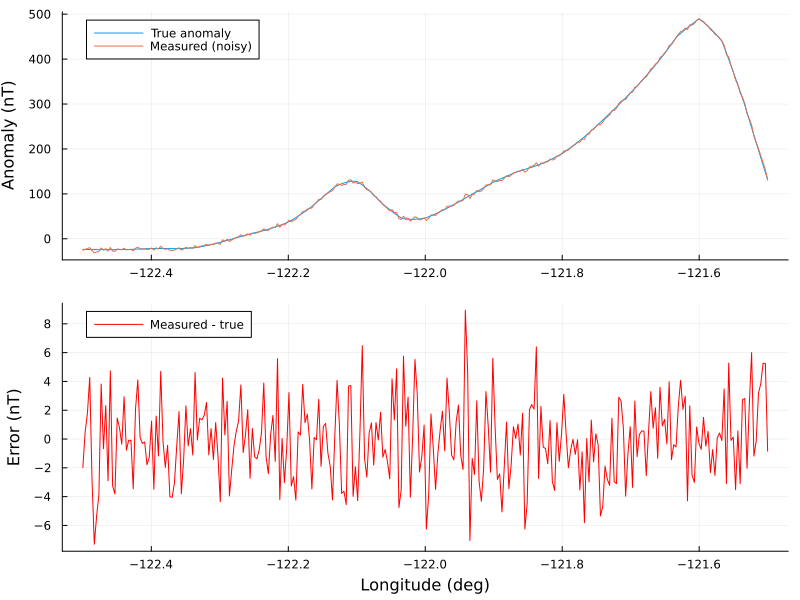 500
400
300
200
100
0
Anomaly (nT)
True anomaly
Measured (noisy)
−122.4 −122.2 −122.0 −121.8 −121.6
8
6
4
2
0
−2
−4
−6
Error (nT)
Measured - true
−122.4 −122.2 −122.0 −121.8 −121.6
Longitude (deg)